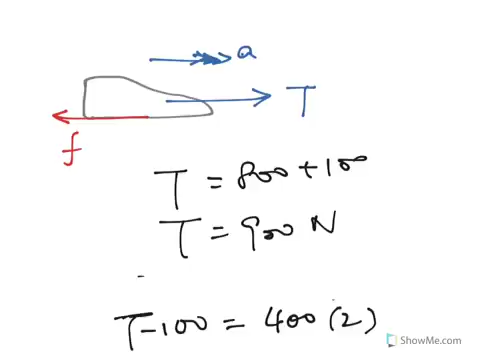 a
T
f
T = 800 + 100
T = 900 N
T - 100 = 400 (2)
ShowMe.com